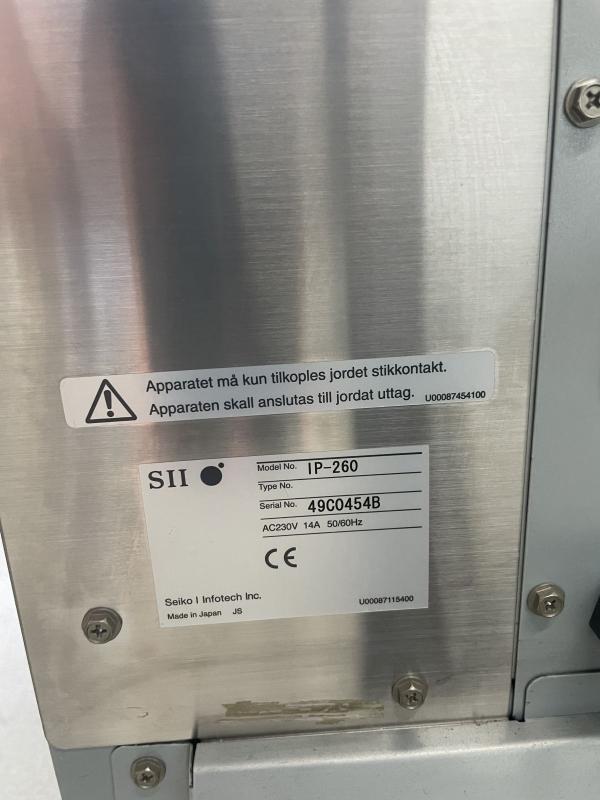 Apparatet må kun tilkoples jordet stikkontakt.
Apparaten skall anslutas till jordat uttag. U00087454100
SII
Model No. IP-260
Type No.
Serial No. 49C0454B
AC230V 14A 50/60Hz
CE
Seiko I Infotech Inc.
Made in Japan JS U00087115400